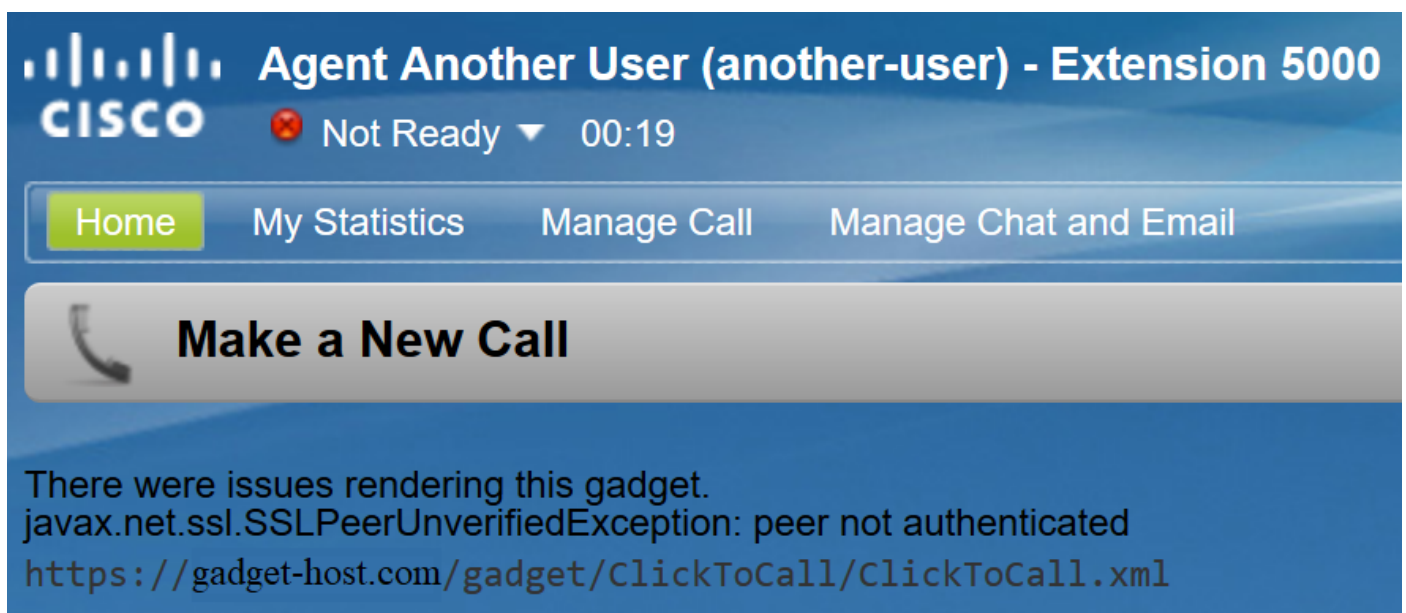 Agent Another User (another-user) - Extension 5000
CISCO
Not Ready 00:19
Home My Statistics Manage Call Manage Chat and Email
Make a New Call
There were issues rendering this gadget.
javax.net.ssl.SSLPeerUnverifiedException: peer not authenticated
https://gadget-host.com/gadget/ClickToCall/ClickToCall.xml